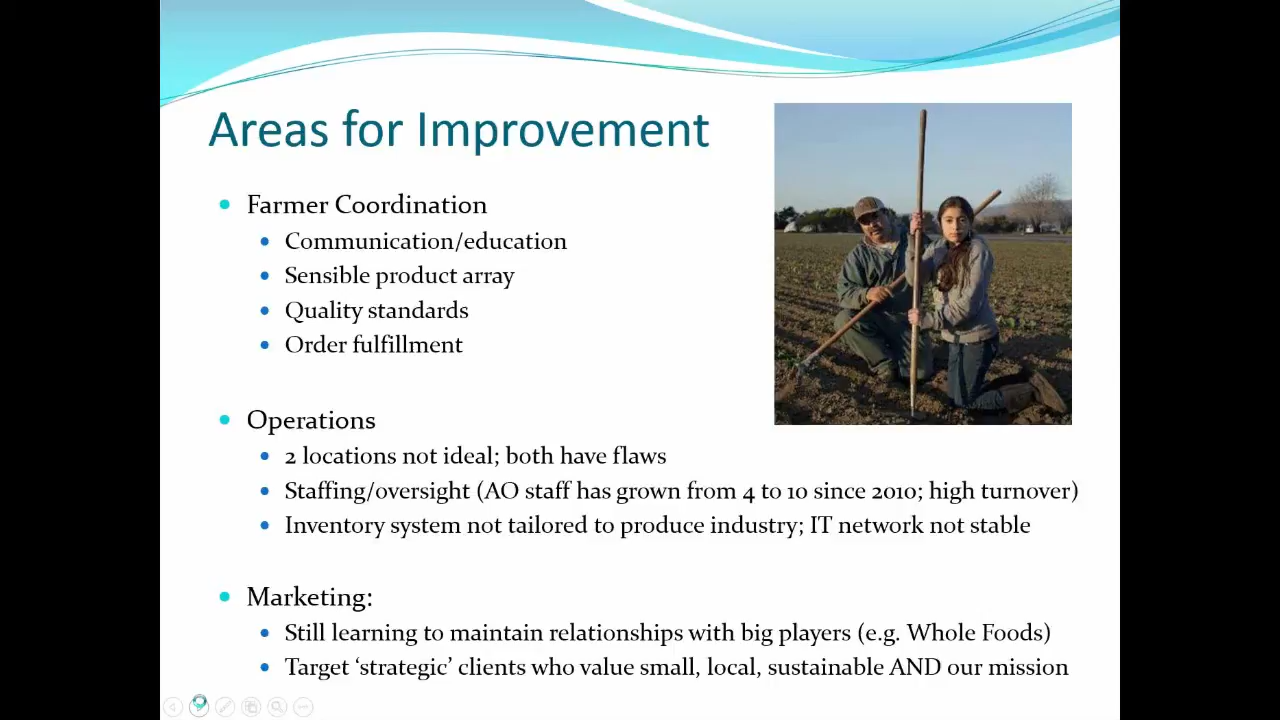 Areas for Improvement
Farmer Coordination
Communication/education
Sensible product array
Quality standards
Order fulfillment
Operations
2 locations not ideal; both have flaws
Staffing/oversight (AO staff has grown from 4 to 10 since 2010; high turnover)
Inventory system not tailored to produce industry; IT network not stable
Marketing:
Still learning to maintain relationships with big players (e.g. Whole Foods)
Target ‘strategic’ clients who value small, local, sustainable AND our mission